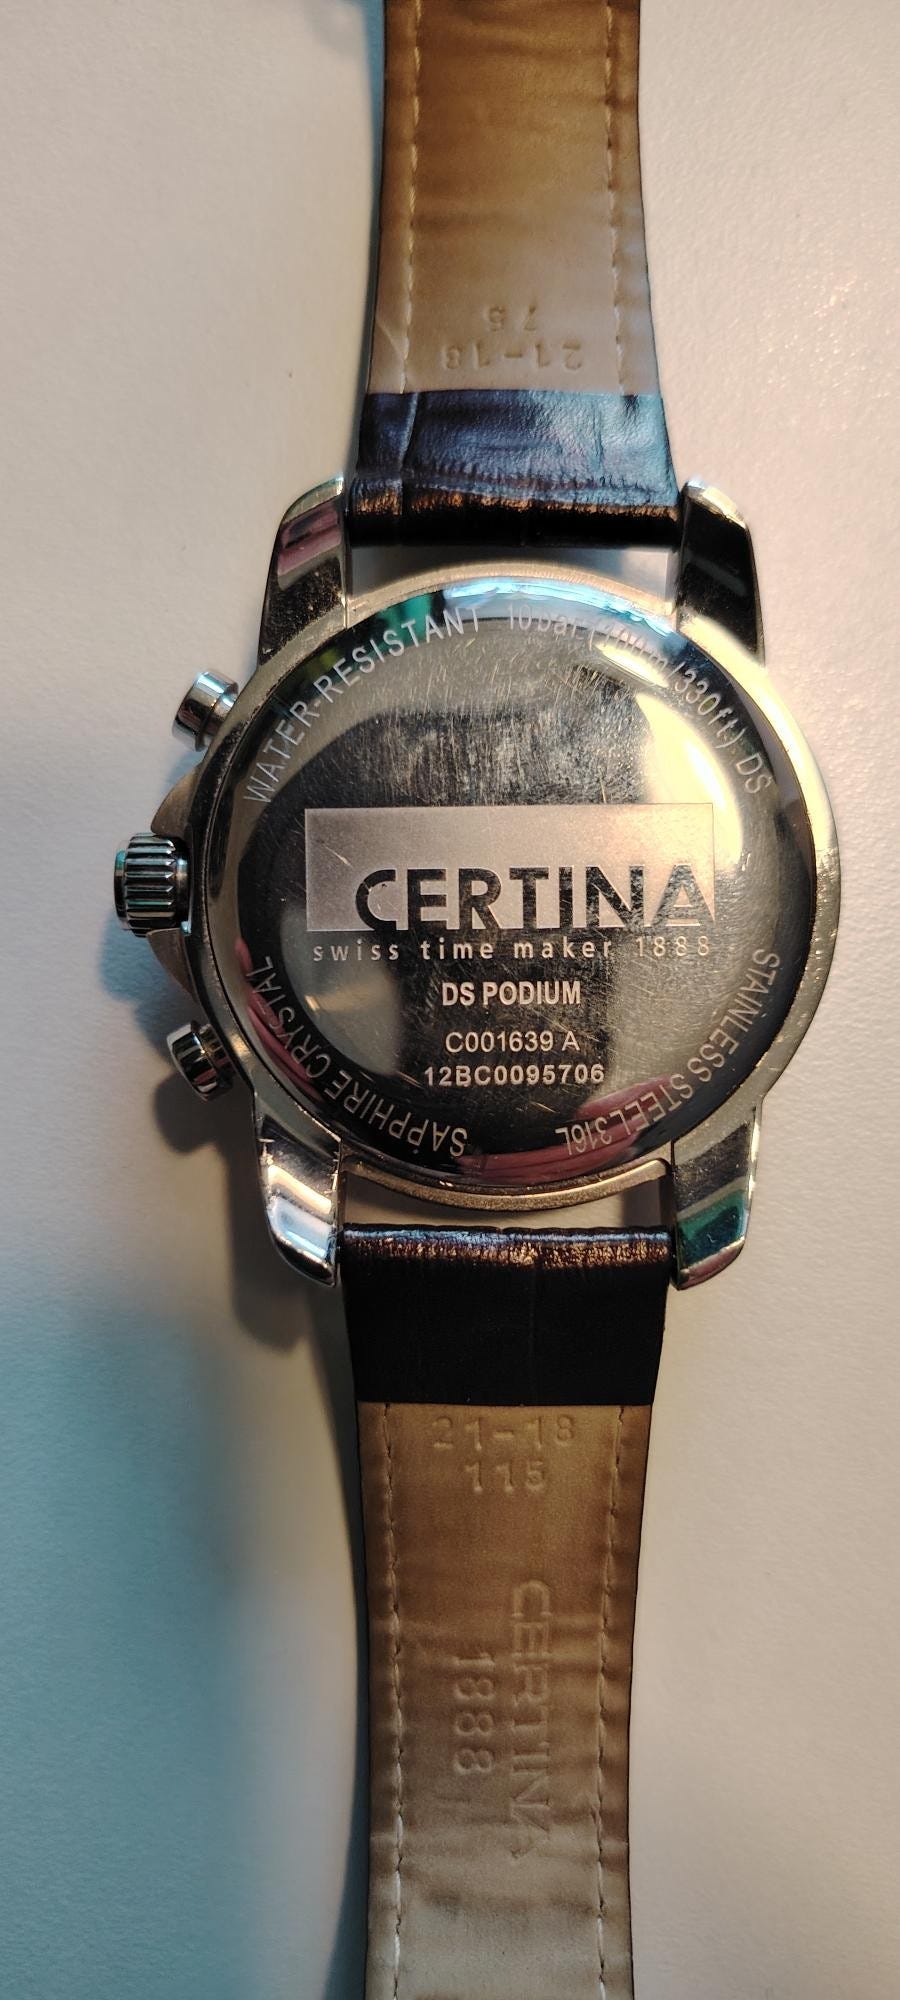 75
21-18
WATER-RESISTANT 10bar (100m/330ft) DS
CERTINA
swiss time maker 1888
DS PODIUM
C001639 A
12BC0095706
STAINLESS STEEL 316L
SAPPHIRE CRYSTAL
21-18
115
CERTINA
1888